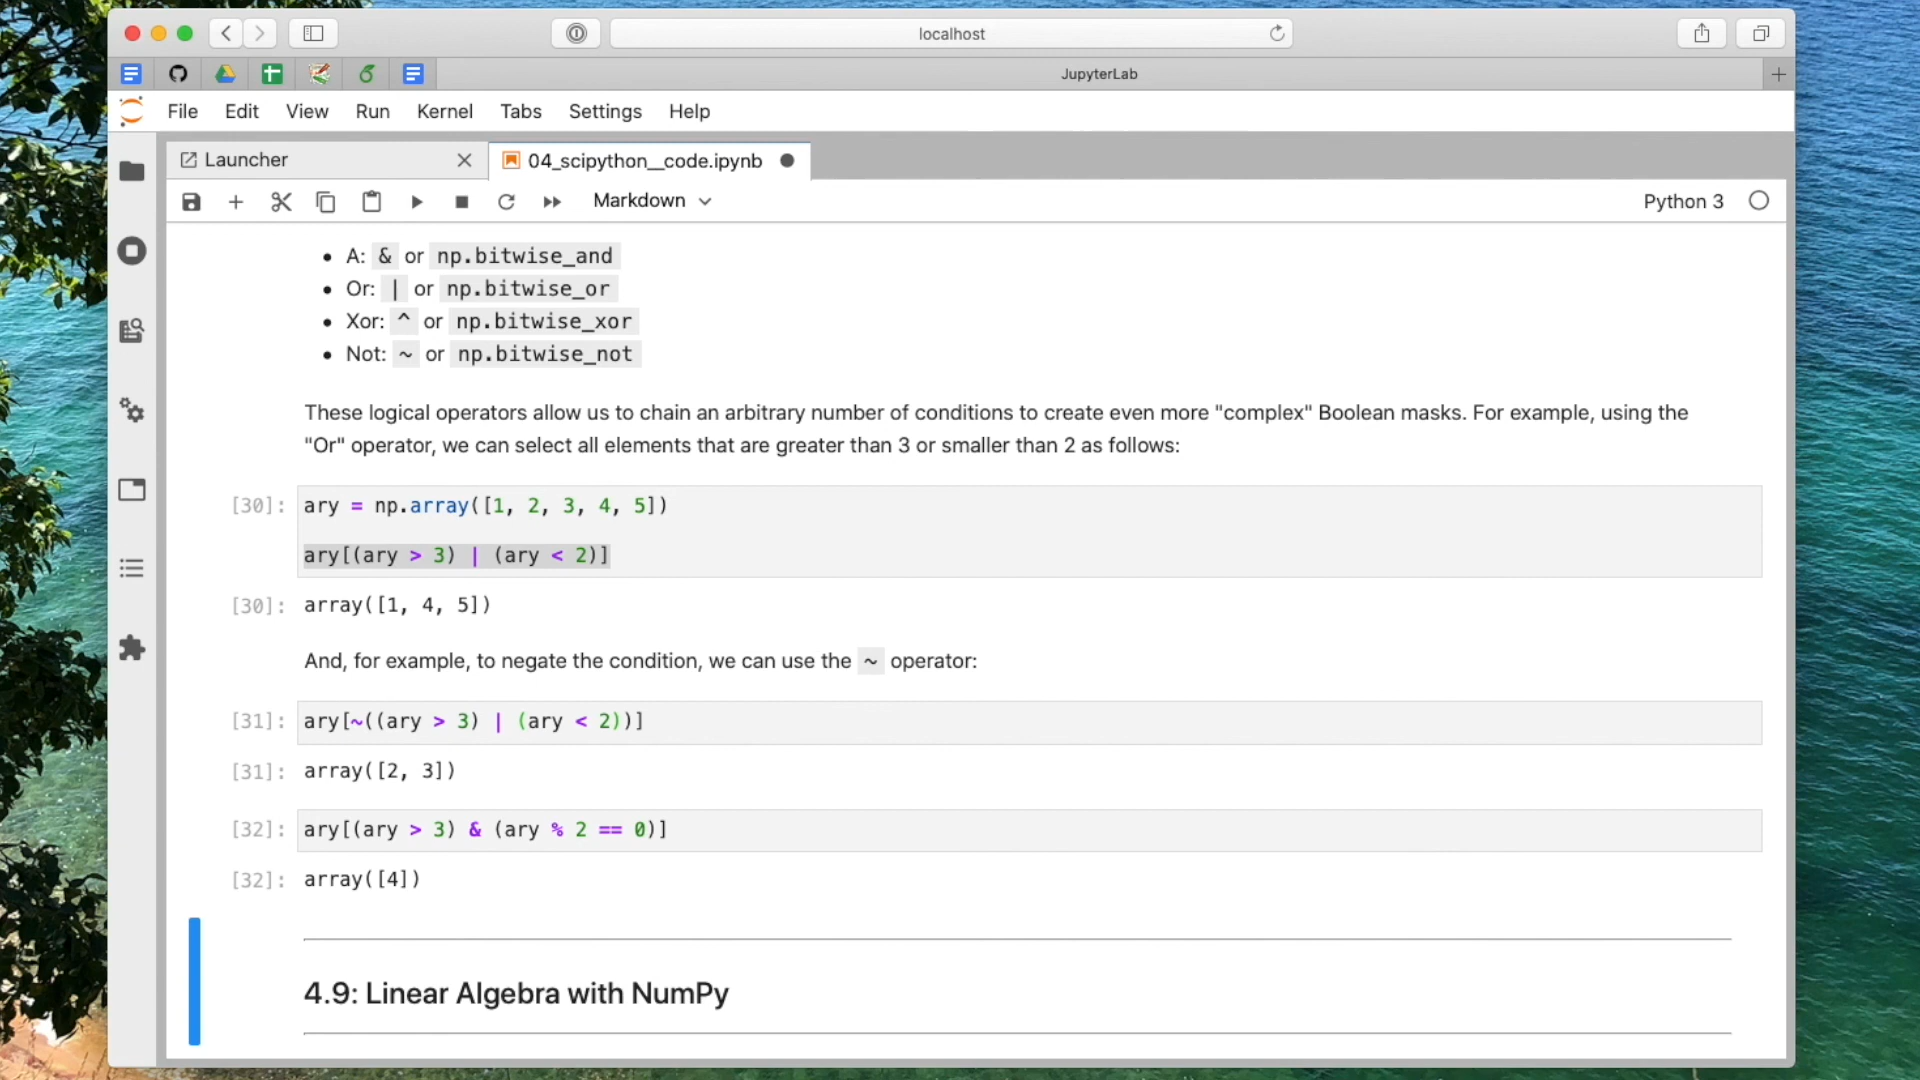 localhost
JupyterLab
File Edit View Run Kernel Tabs Settings Help
Launcher
04_scipython__code.ipynb
Markdown
Python 3
• A: & or np.bitwise_and
• Or: | or np.bitwise_or
• Xor: ^ or np.bitwise_xor
• Not: ~ or np.bitwise_not
These logical operators allow us to chain an arbitrary number of conditions to create even more "complex" Boolean masks. For example, using the
"Or" operator, we can select all elements that are greater than 3 or smaller than 2 as follows:
[30]: ary = np.array([1, 2, 3, 4, 5])
ary[(ary > 3) | (ary < 2)]
[30]: array([1, 4, 5])
And, for example, to negate the condition, we can use the ~ operator:
[31]: ary[~((ary > 3) | (ary < 2))]
[31]: array([2, 3])
[32]: ary[(ary > 3) & (ary % 2 == 0)]
[32]: array([4])
4.9: Linear Algebra with NumPy